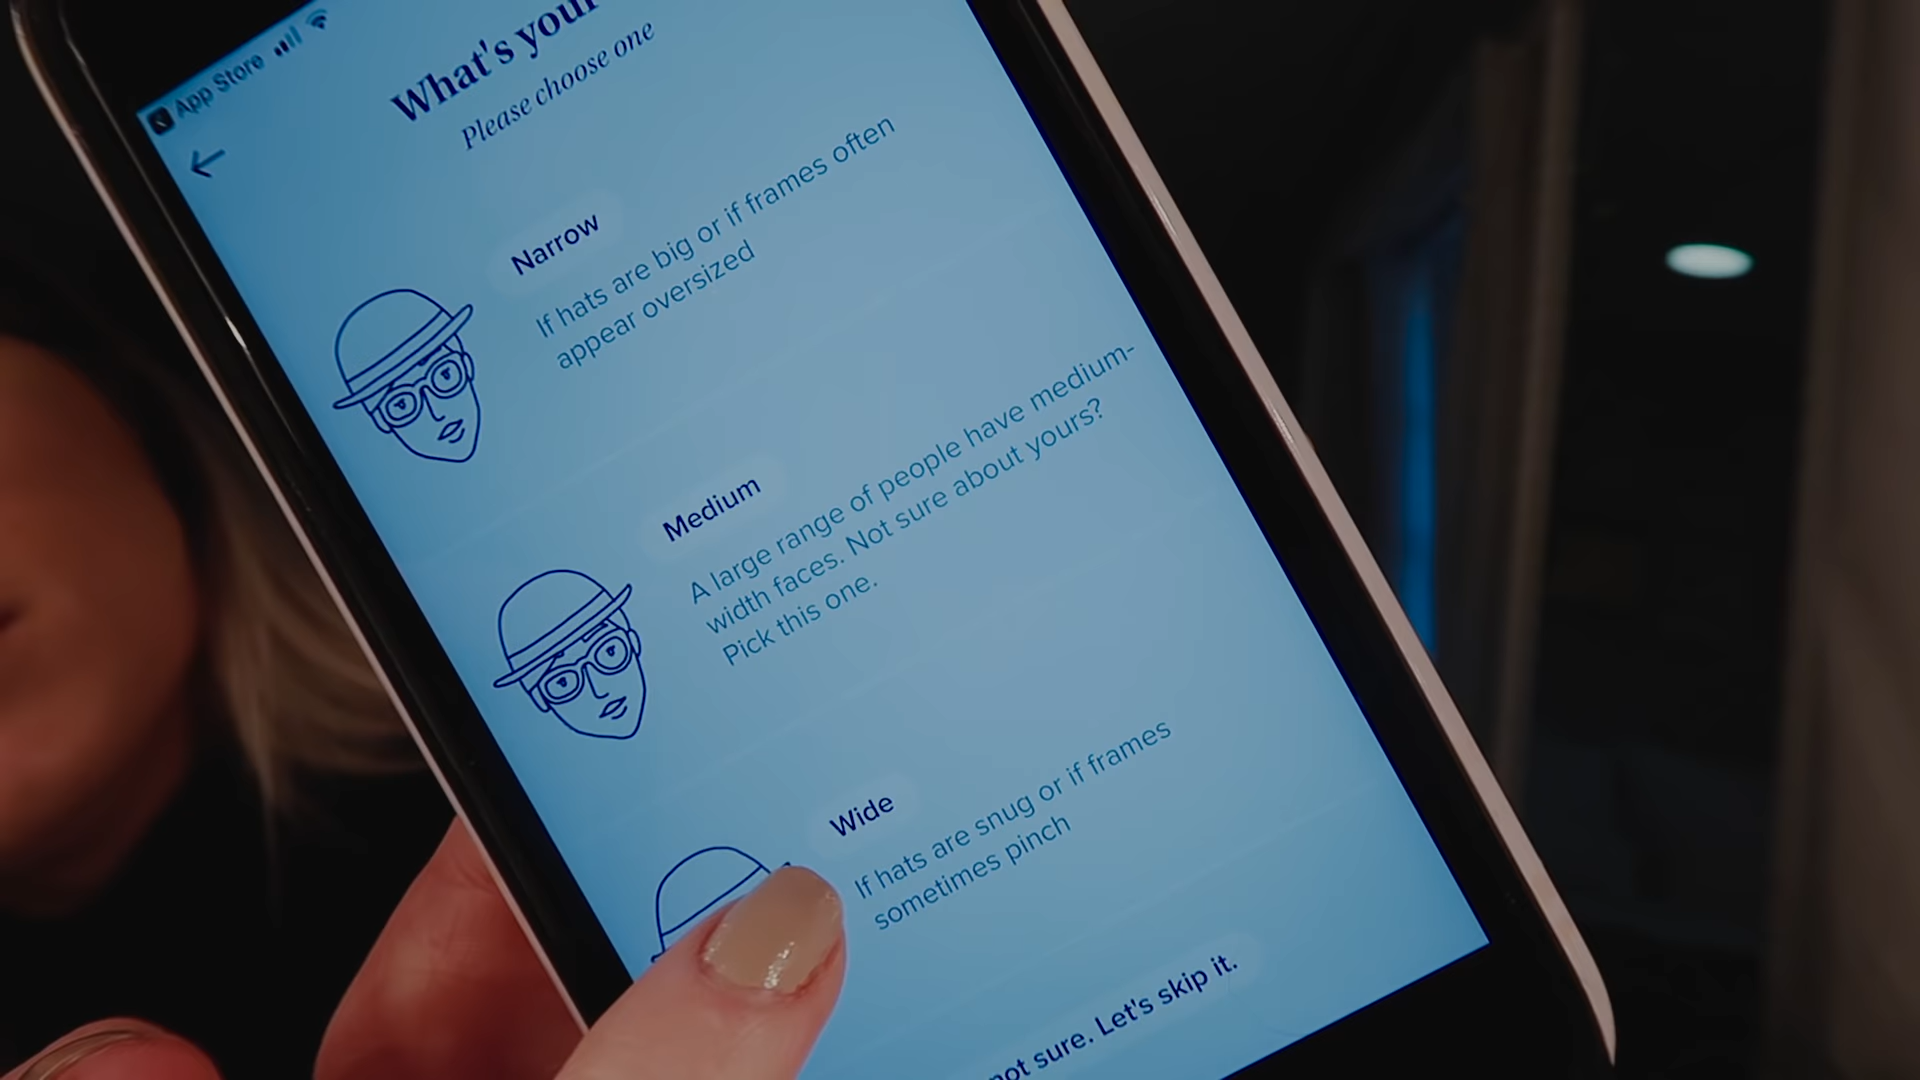 App Store
What's your
Please choose one
Narrow
If hats are big or if frames often
appear oversized
Medium
A large range of people have medium-
width faces. Not sure about yours?
Pick this one.
Wide
If hats are snug or if frames
sometimes pinch
not sure. Let's skip it.